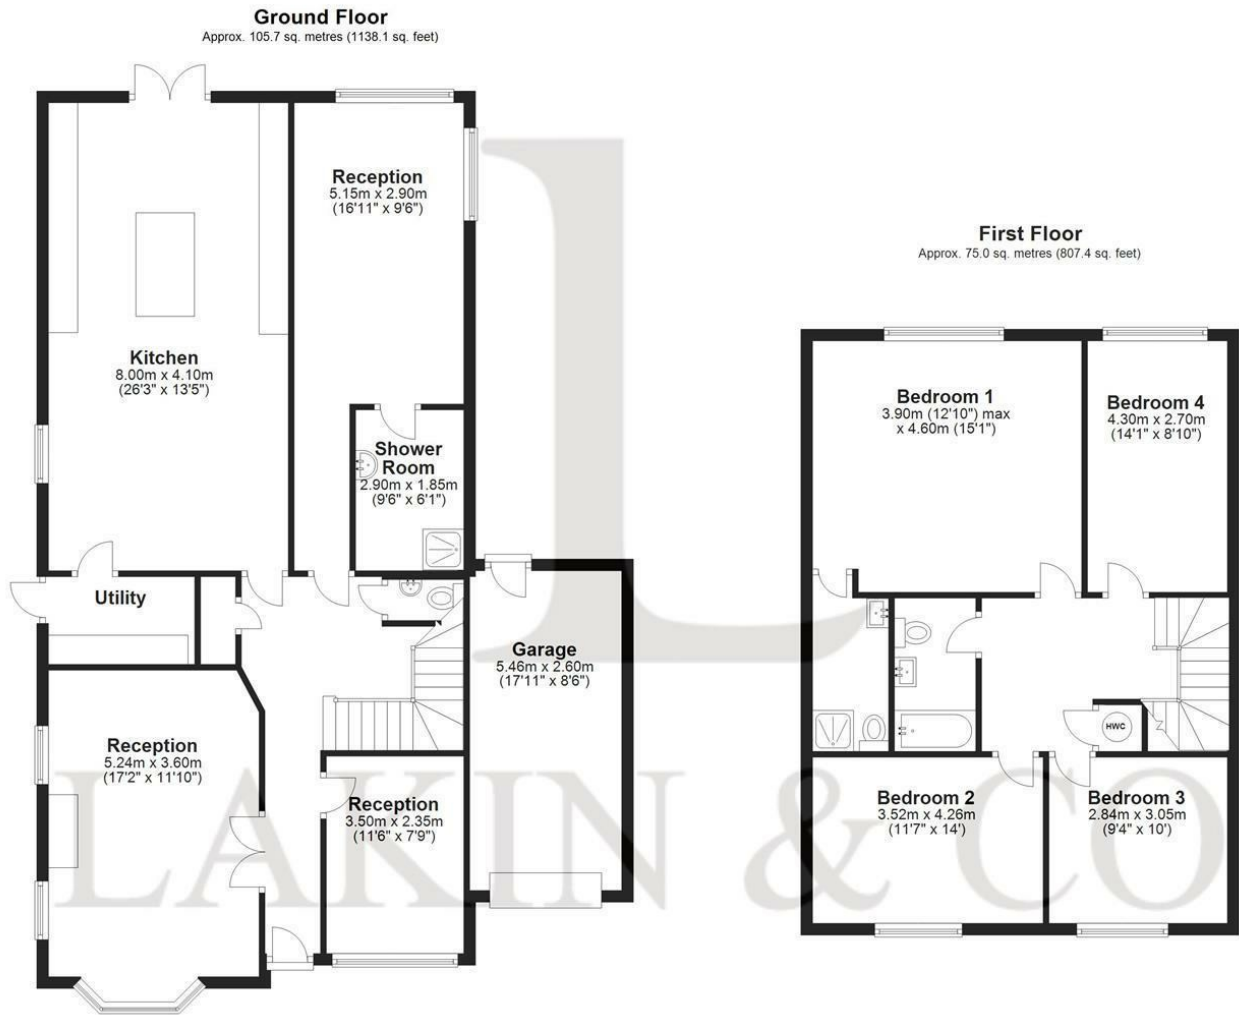 Ground Floor
Approx. 105.7 sq. metres (1138.1 sq. feet)
Reception
5.15m x 2.90m
(16'11" x 9'6")
Kitchen
8.00m x 4.10m
(26'3" x 13'5")
Shower
Room
2.90m x 1.85m
(9'6" x 6'1")
Utility
Garage
5.46m x 2.60m
(17'11" x 8'6")
Reception
5.24m x 3.60m
(17'2" x 11'10")
Reception
3.50m x 2.35m
(11'6" x 7'9")
First Floor
Approx. 75.0 sq. metres (807.4 sq. feet)
Bedroom 1
3.90m (12'10") max
x 4.60m (15'1")
Bedroom 4
4.30m x 2.70m
(14'1" x 8'10")
HWC
Bedroom 2
3.52m x 4.26m
(11'7" x 14')
Bedroom 3
2.84m x 3.05m
(9'4" x 10')
L
LAKIN & CO